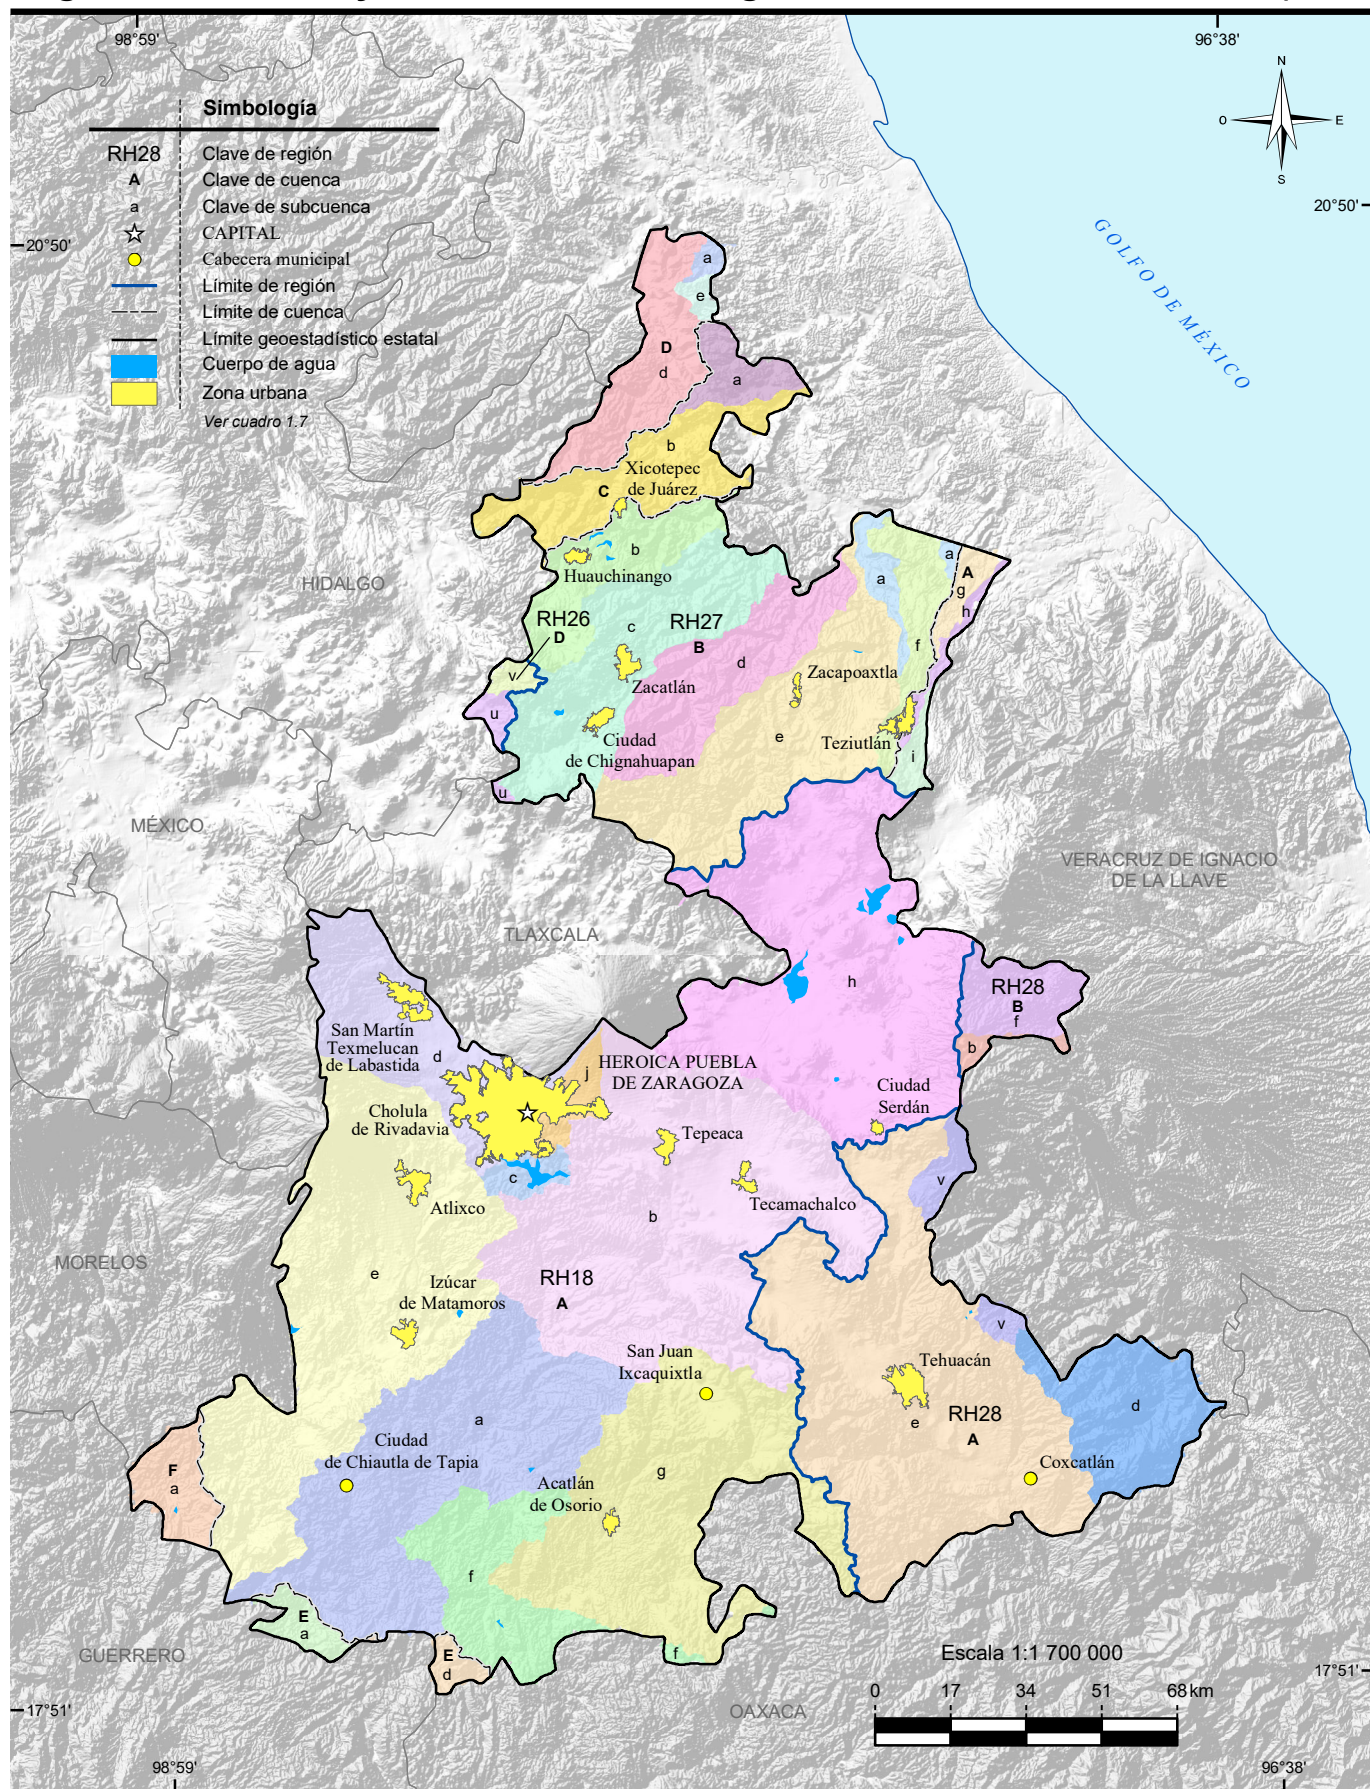 98°59'
96°38'
N
O
E
S
20°50'
20°50'
Simbología
RH28 Clave de región
A Clave de cuenca
a Clave de subcuenca
CAPITAL
Cabecera municipal
Límite de región
Límite de cuenca
Límite geoestadístico estatal
Cuerpo de agua
Zona urbana
Ver cuadro 1.7
GOLFO DE MÉXICO
a
e
D
d
a
b
Xicotepec
de Juárez
C
b
Huauchinango
HIDALGO
RH26
D
c
RH27
B
d
a
a
A
g
h
f
v
Zacatlán
Zacapoaxtla
u
Ciudad
de Chignahuapan
e
Teziutlán
i
u
MÉXICO
VERACRUZ DE IGNACIO
DE LA LLAVE
TLAXCALA
h
RH28
B
f
b
San Martín
Texmelucan
de Labastida
d
j
HEROICA PUEBLA
DE ZARAGOZA
Ciudad
Serdán
Cholula
de Rivadavia
Tepeaca
c
v
Atlixco
b
Tecamachalco
MORELOS
e
Izúcar
de Matamoros
RH18
A
v
San Juan
Ixcaquixtla
Tehuacán
e
RH28
A
d
a
Ciudad
de Chiautla de Tapia
F
a
g
Acatlán
de Osorio
Coxcatlán
f
E
a
E
d
f
GUERRERO
OAXACA
Escala 1:1 700 000
0 17 34 51 68 km
17°51'
17°51'
98°59'
96°38'